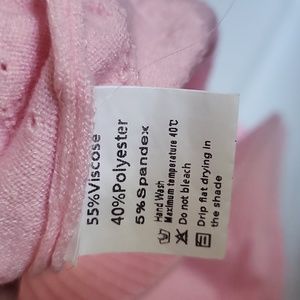 55%Viscose
40%Polyester
5%Spandex
Hand Wash
Maximum temperature 40℃
Do not bleach
Drip flat drying in
the shade